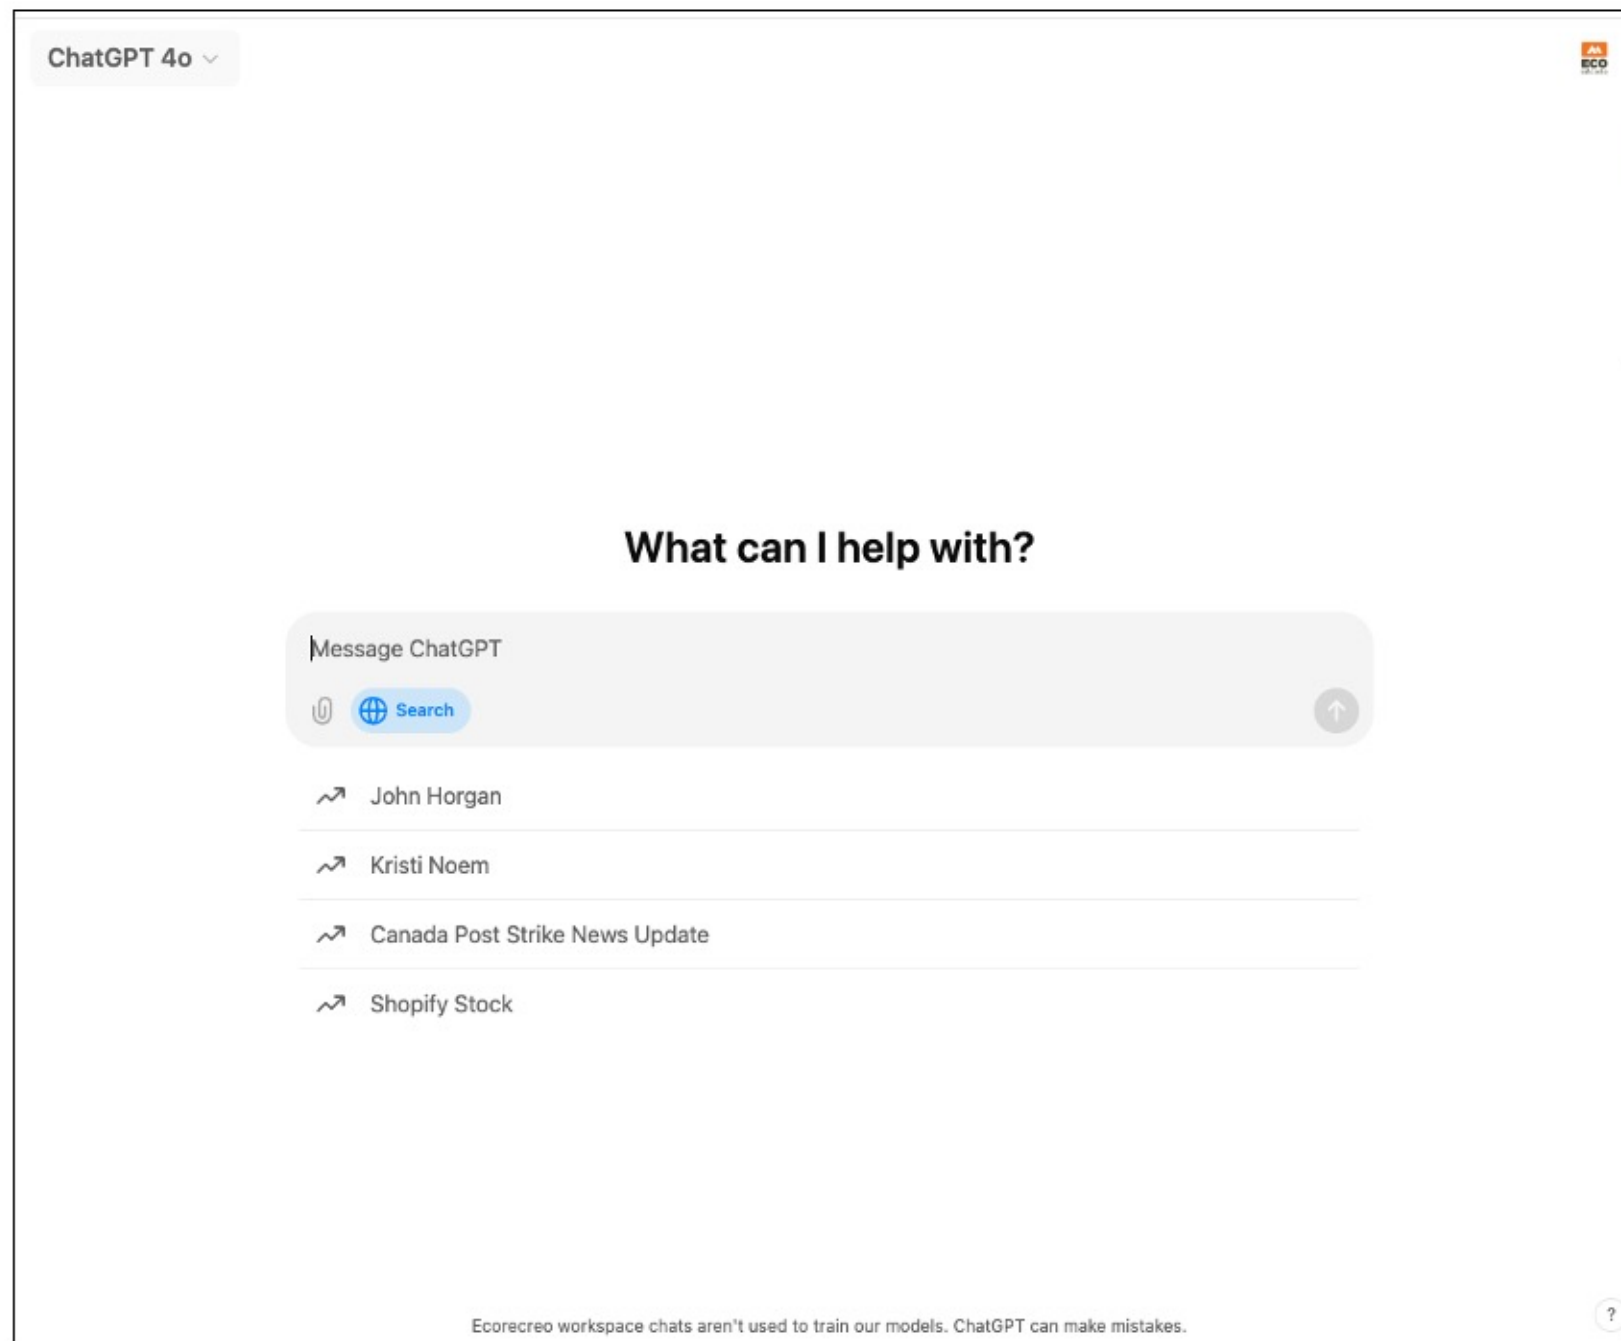 ChatGPT 4o
ECO
What can I help with?
Message ChatGPT
Search
John Horgan
Kristi Noem
Canada Post Strike News Update
Shopify Stock
Ecorecreo workspace chats aren't used to train our models. ChatGPT can make mistakes.
?